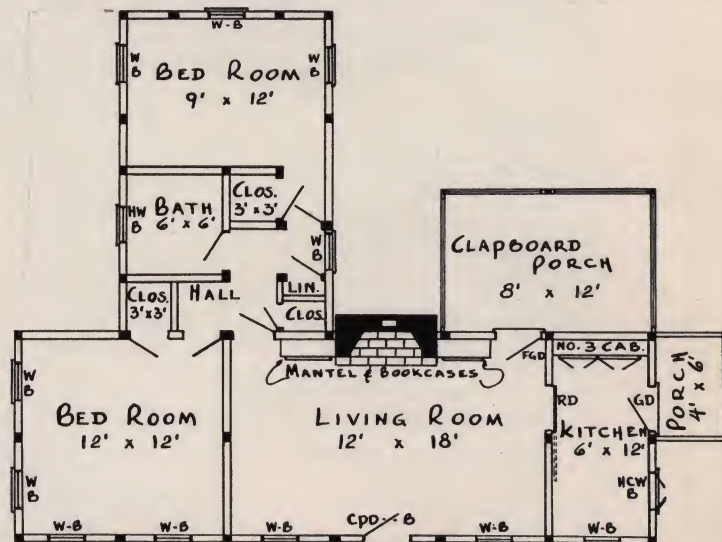 W-B
W
B
BED ROOM
9' x 12'
W
B
HW
B
BATH
6' x 6'
CLOS.
3' x 3'
W
B
CLAPBOARD
PORCH
8' x 12'
CLOS.
3' x 3'
HALL
LIN.
CLOS.
MANTEL & BOOKCASES
FGD
NO. 3 CAB.
PORCH
4' x 6'
W
B
BED ROOM
12' x 12'
LIVING ROOM
12' x 18'
RD
GD
KITCHEN
6' x 12'
W
B
HCW
B
W-B
W-B
W-B
CPD--B
W-B
W-B